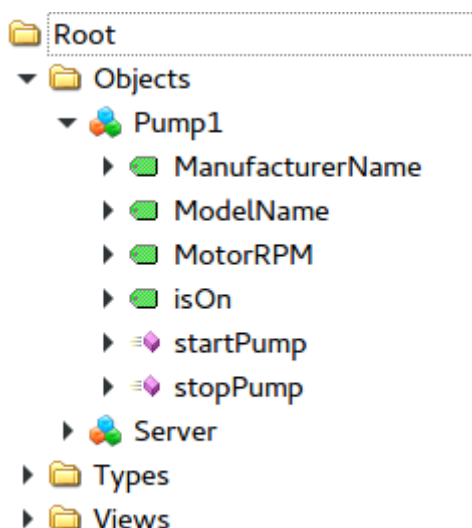 Root
Objects
Pump1
ManufacturerName
ModelName
MotorRPM
isOn
startPump
stopPump
Server
Types
Views